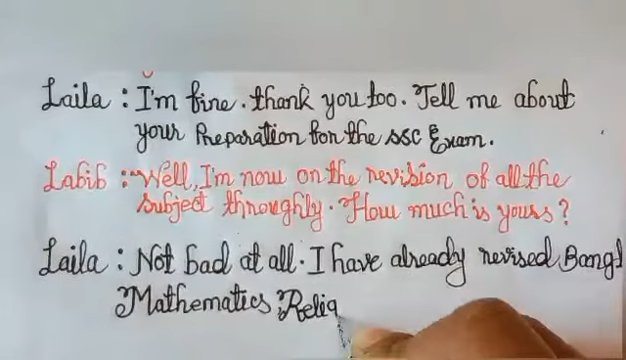 Laila : I'm fine. thank you too. Tell me about
your Preparation for the SSC Exam.
Labib : Well, I'm now on the revision of all the
subject throughly. How much is yours?
Laila : Not bad at all. I have already revised, Bangl
Mathematics, Relig